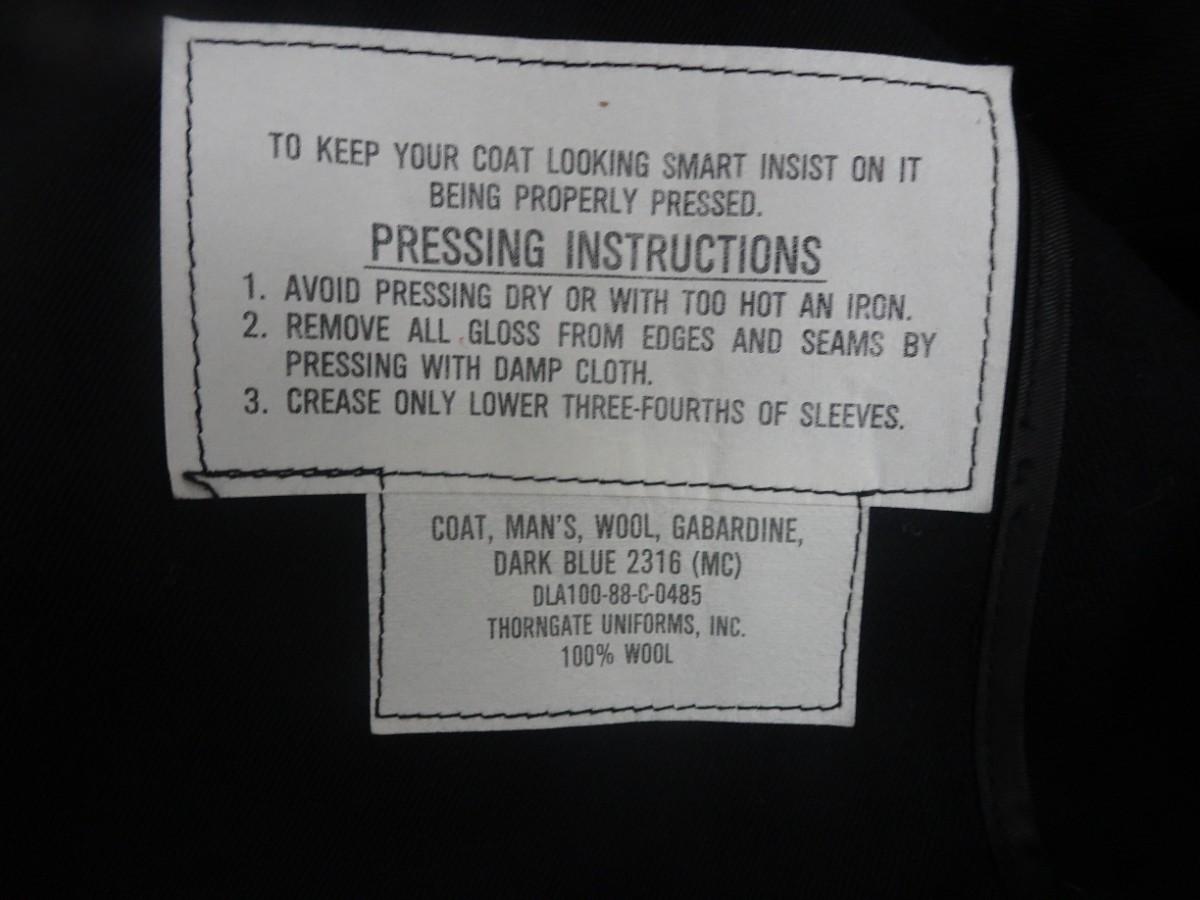 TO KEEP YOUR COAT LOOKING SMART INSIST ON IT
BEING PROPERLY PRESSED.
PRESSING INSTRUCTIONS
1. AVOID PRESSING DRY OR WITH TOO HOT AN IRON.
2. REMOVE ALL GLOSS FROM EDGES AND SEAMS BY
PRESSING WITH DAMP CLOTH.
3. CREASE ONLY LOWER THREE-FOURTHS OF SLEEVES.
COAT, MAN'S, WOOL, GABARDINE,
DARK BLUE 2316 (MC)
DLA100-88-C-0485
THORNGATE UNIFORMS, INC.
100% WOOL